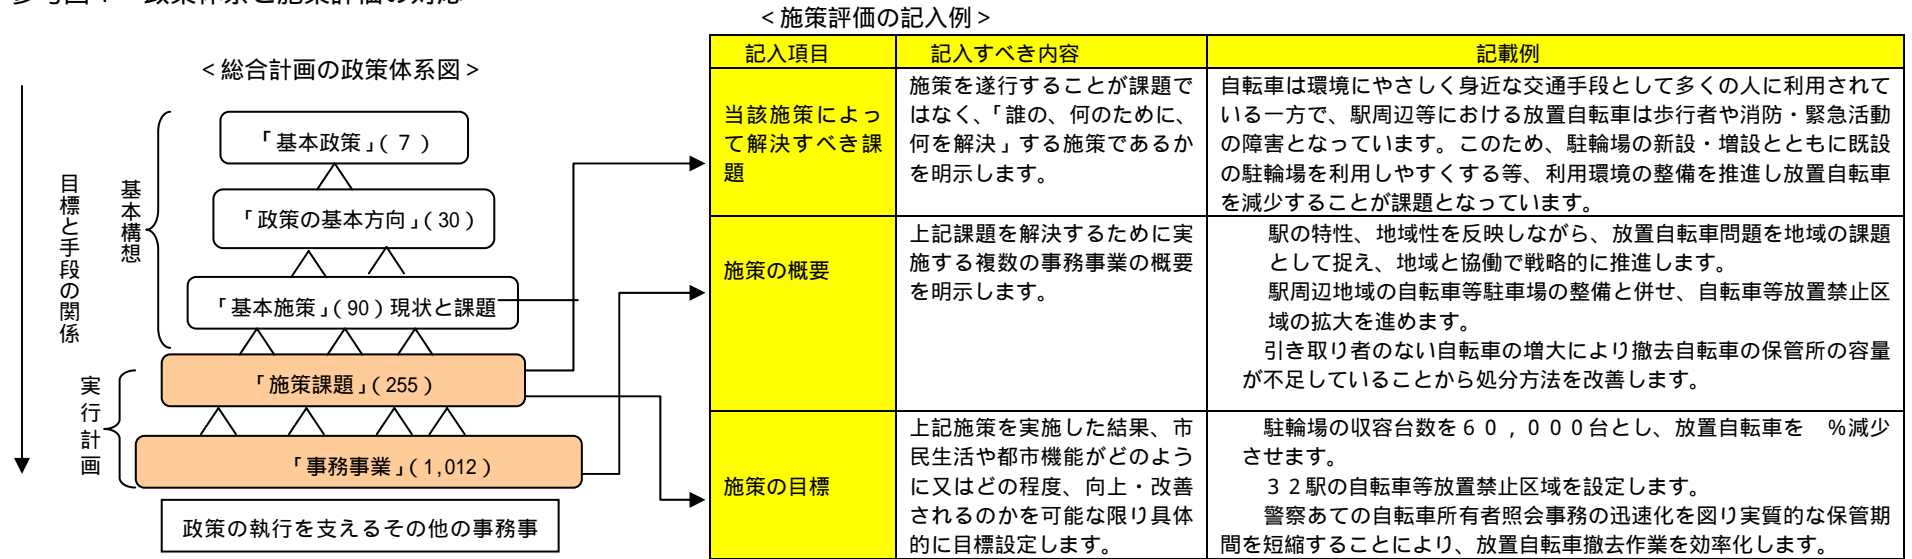 ＜施策評価の記入例＞
＜総合計画の政策体系図＞
目標と手段の関係
基本構想
実行計画
「基本政策」（７）
「政策の基本方向」（30）
「基本施策」（90）現状と課題
「施策課題」（255）
「事務事業」（1,012）
政策の執行を支えるその他の事務事
記入項目
記入すべき内容
記載例
当該施策によっ
て解決すべき課
題
施策を遂行することが課題で
はなく、「誰の、何のために、
何を解決」する施策であるか
を明示します。
自転車は環境にやさしく身近な交通手段として多くの人に利用されて
いる一方で、駅周辺等における放置自転車は歩行者や消防・緊急活動
の障害となっています。このため、駐輪場の新設・増設とともに既設
の駐輪場を利用しやすくする等、利用環境の整備を推進し放置自転車
を減少することが課題となっています。
施策の概要
上記課題を解決するために実
施する複数の事務事業の概要
を明示します。
駅の特性、地域性を反映しながら、放置自転車問題を地域の課題
として捉え、地域と協働で戦略的に推進します。
駅周辺地域の自転車等駐車場の整備と併せ、自転車等放置禁止区
域の拡大を進めます。
引き取り者のない自転車の増大により撤去自転車の保管所の容量
が不足していることから処分方法を改善します。
施策の目標
上記施策を実施した結果、市
民生活や都市機能がどのよう
に又はどの程度、向上・改善
されるのかを可能な限り具体
的に目標設定します。
駐輪場の収容台数を６０，０００台とし、放置自転車を　％減少
させます。
３２駅の自転車等放置禁止区域を設定します。
警察あての自転車所有者照会事務の迅速化を図り実質的な保管期
間を短縮することにより、放置自転車撤去作業を効率化します。